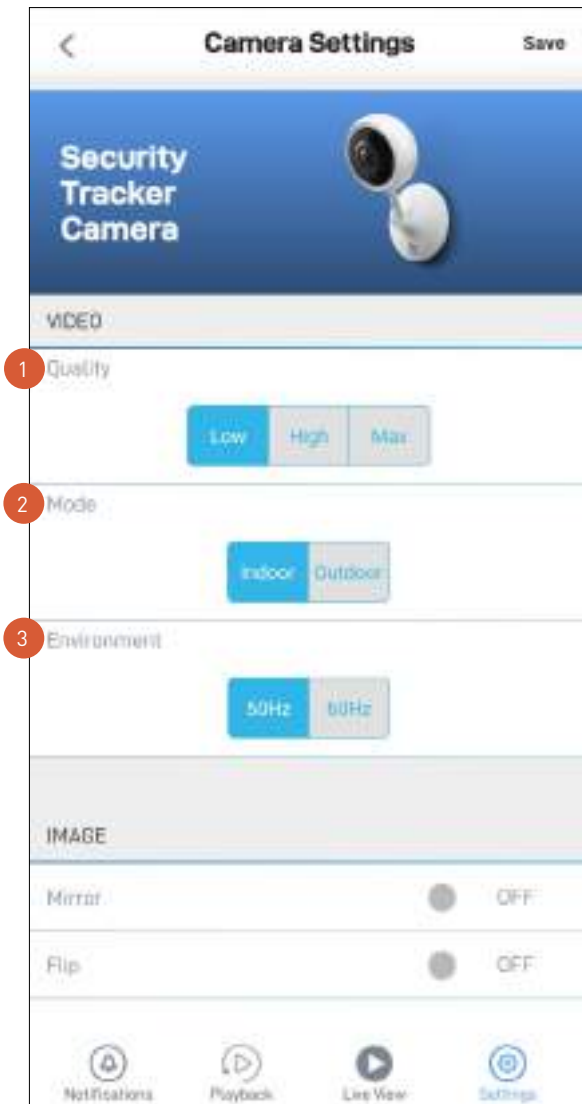 Camera Settings Save
Security
Tracker
Camera
VIDEO
1 Quality
Low High Max
2 Mode
Indoor Outdoor
3 Environment
50Hz 60Hz
IMAGE
Mirror OFF
Flip OFF
Notifications Playback Live View Settings